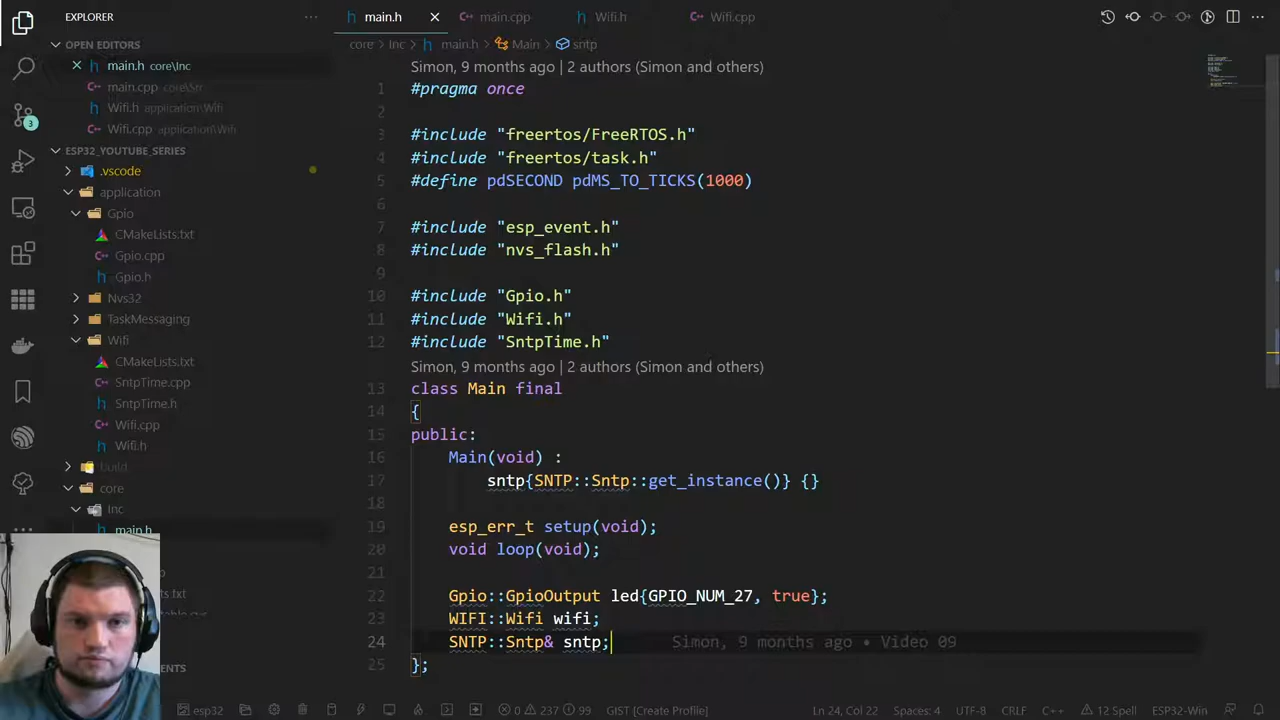 EXPLORER
main.h
main.cpp
Wifi.h
Wifi.cpp
OPEN EDITORS
main.h core\Inc
main.cpp core\Src
Wifi.h application\Wifi
Wifi.cpp application\Wifi
ESP32_YOUTUBE_SERIES
.vscode
application
Gpio
CMakeLists.txt
Gpio.cpp
Gpio.h
Nvs32
TaskMessaging
Wifi
CMakeLists.txt
SntpTime.cpp
SntpTime.h
Wifi.cpp
Wifi.h
build
core
Inc
main.h
3
core > Inc > main.h > Main > sntp
Simon, 9 months ago | 2 authors (Simon and others)
1 #pragma once
2
3 #include "freertos/FreeRTOS.h"
4 #include "freertos/task.h"
5 #define pdSECOND pdMS_TO_TICKS(1000)
6
7 #include "esp_event.h"
8 #include "nvs_flash.h"
9
10 #include "Gpio.h"
11 #include "Wifi.h"
12 #include "SntpTime.h"
Simon, 9 months ago | 2 authors (Simon and others)
13 class Main final
14 {
15 public:
16 Main(void) :
17 sntp{SNTP::Sntp::get_instance()} {}
18
19 esp_err_t setup(void);
20 void loop(void);
21
22 Gpio::GpioOutput led{GPIO_NUM_27, true};
23 WIFI::Wifi wifi;
24 SNTP::Sntp& sntp; Simon, 9 months ago • Video 09
25 };
esp32
0 237 99
GIST [Create Profile]
Ln 24, Col 22
Spaces: 4
UTF-8
CRLF
C++
12 Spell
ESP32-Win